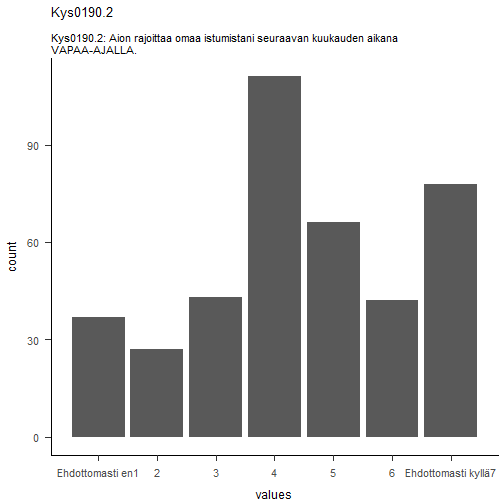 Kys0190.2
Kys0190.2: Aion rajoittaa omaa istumistani seuraavan kuukauden aikana
VAPAA-AJALLA.
90
60
30
0
count
Ehdottomasti en1 2 3 4 5 6 Ehdottomasti kyllä7
values